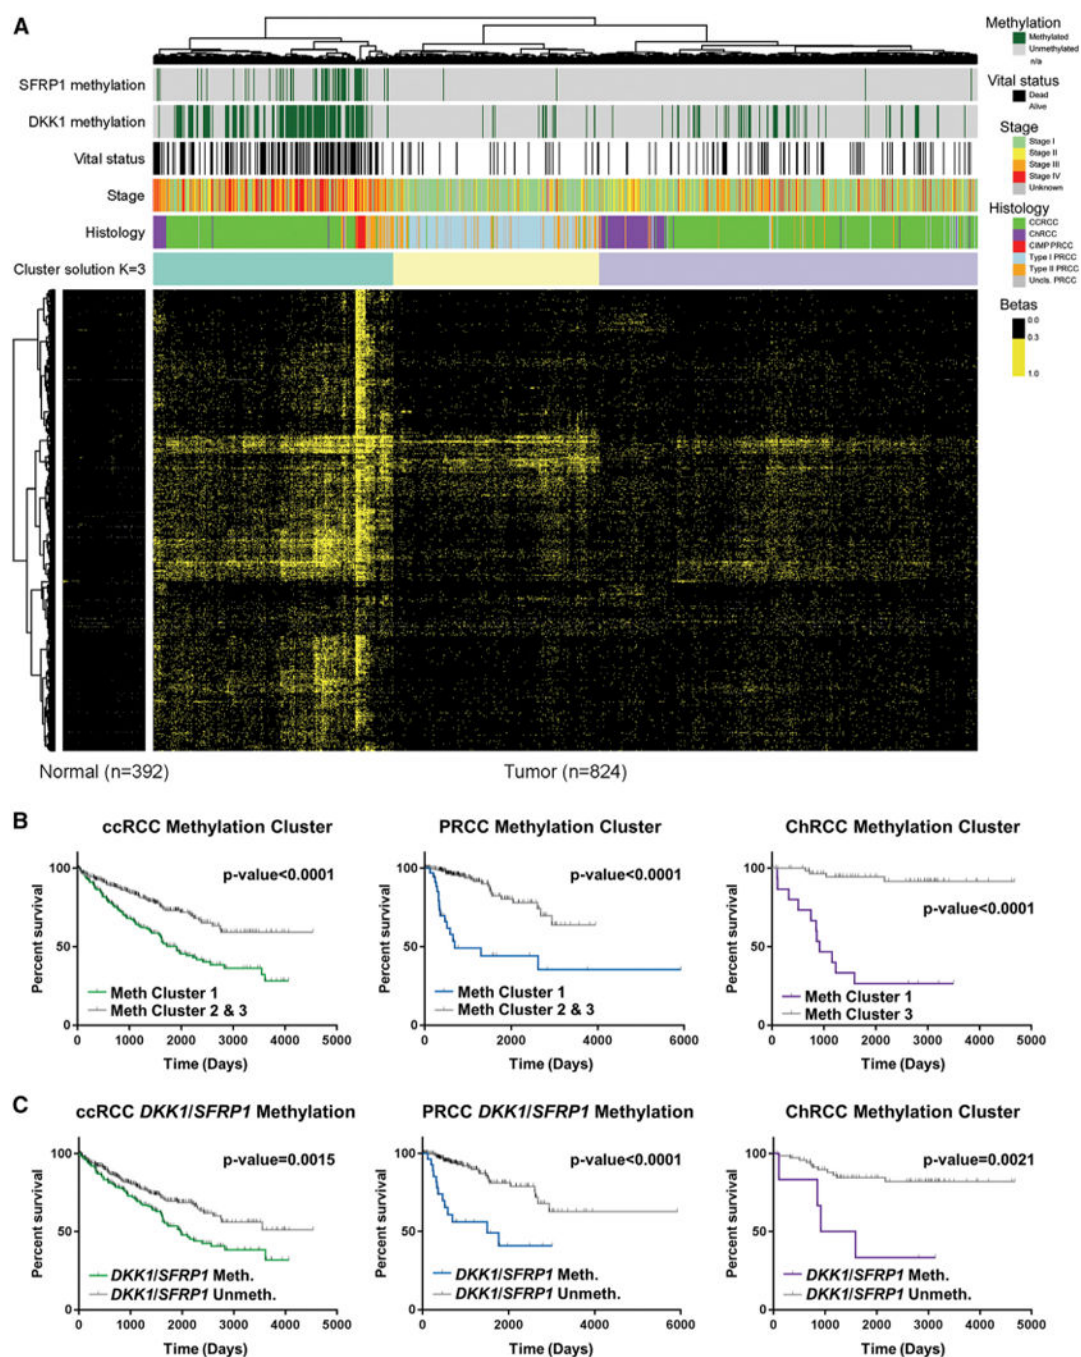 A
Methylation
Methylated
Unmethylated
n/a
SFRP1 methylation
DKK1 methylation
Vital status
Stage
Histology
Cluster solution K=3
Vital status
Dead
Alive
Stage
Stage I
Stage II
Stage III
Stage IV
Unknown
Histology
CCRCC
ChRCC
CIMP PRCC
Type I PRCC
Type II PRCC
Uncls. PRCC
Betas
0.0
0.3
1.0
Normal (n=392)
Tumor (n=824)
B
ccRCC Methylation Cluster
Percent survival
100
50
0
p-value<0.0001
Meth Cluster 1
Meth Cluster 2 & 3
0 1000 2000 3000 4000 5000
Time (Days)
PRCC Methylation Cluster
Percent survival
100
50
0
p-value<0.0001
Meth Cluster 1
Meth Cluster 2 & 3
0 2000 4000 6000
Time (Days)
ChRCC Methylation Cluster
Percent survival
100
50
0
p-value<0.0001
Meth Cluster 1
Meth Cluster 3
0 1000 2000 3000 4000 5000
Time (Days)
C
ccRCC DKK1/SFRP1 Methylation
Percent survival
100
50
0
p-value=0.0015
DKK1/SFRP1 Meth.
DKK1/SFRP1 Unmeth.
0 1000 2000 3000 4000 5000
Time (Days)
PRCC DKK1/SFRP1 Methylation
Percent survival
100
50
0
p-value<0.0001
DKK1/SFRP1 Meth.
DKK1/SFRP1 Unmeth.
0 2000 4000 6000
Time (Days)
ChRCC Methylation Cluster
Percent survival
100
50
0
p-value=0.0021
DKK1/SFRP1 Meth.
DKK1/SFRP1 Unmeth.
0 1000 2000 3000 4000 5000
Time (Days)